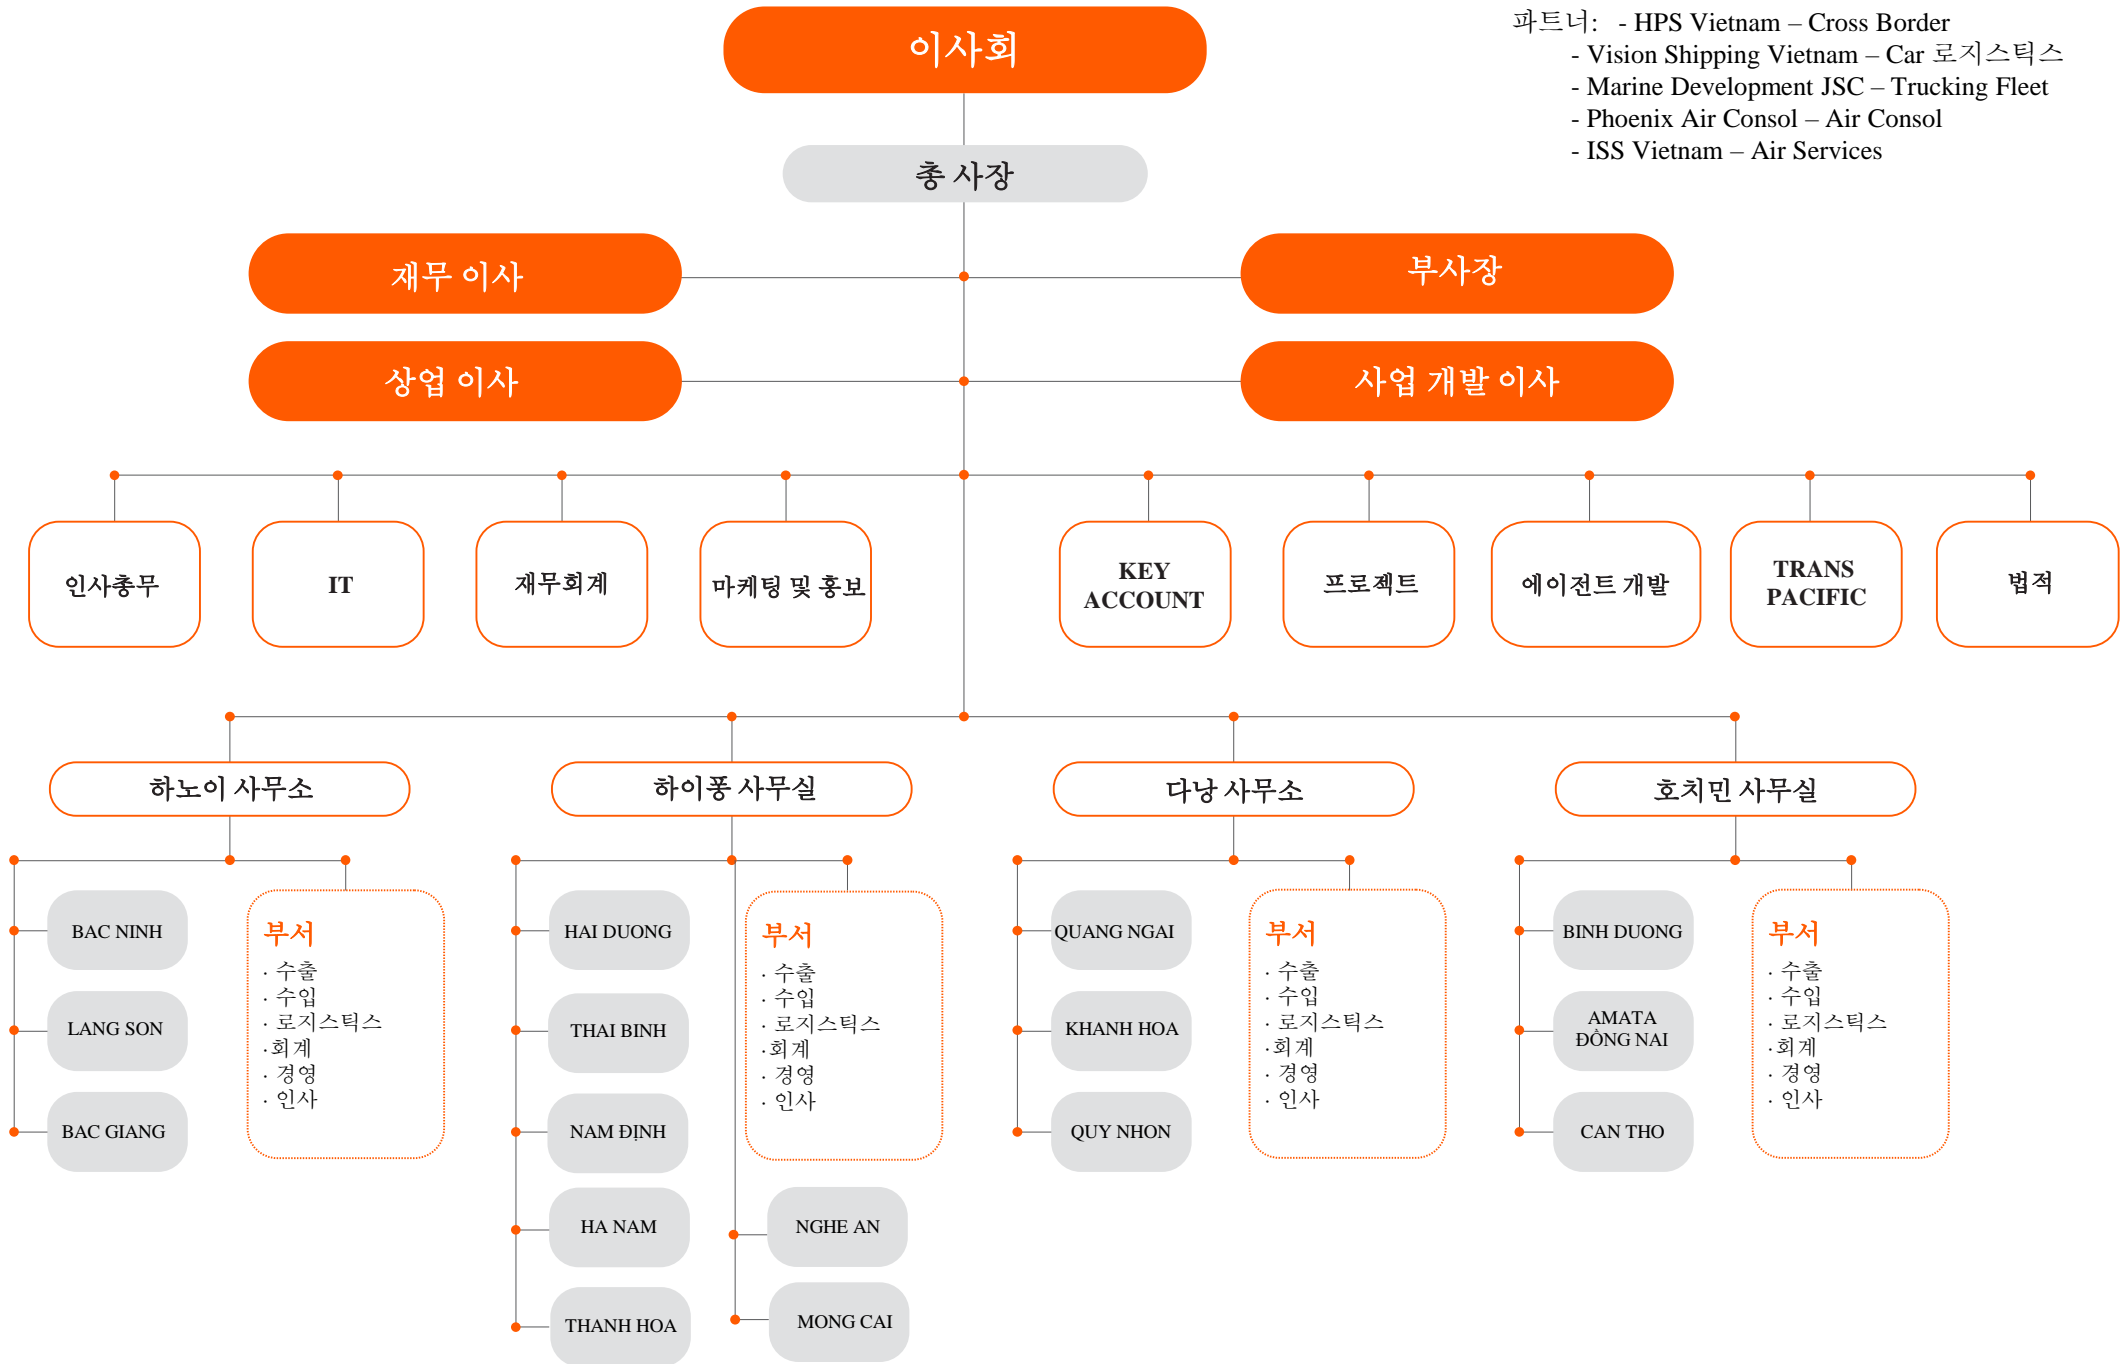 이사회
파트너: - HPS Vietnam – Cross Border
- Vision Shipping Vietnam – Car 로지스틱스
- Marine Development JSC – Trucking Fleet
- Phoenix Air Consol – Air Consol
- ISS Vietnam – Air Services
총 사장
재무 이사
부사장
상업 이사
사업 개발 이사
인사총무
IT
재무회계
마케팅 및 홍보
KEY
ACCOUNT
프로젝트
에이전트 개발
TRANS
PACIFIC
법적
하노이 사무소
하이퐁 사무실
다낭 사무소
호치민 사무실
BAC NINH
LANG SON
BAC GIANG
부서
· 수출
· 수입
· 로지스틱스
·회계
· 경영
· 인사
HAI DUONG
THAI BINH
NAM ĐỊNH
HA NAM
THANH HOA
부서
· 수출
· 수입
· 로지스틱스
·회계
· 경영
· 인사
NGHE AN
MONG CAI
QUANG NGAI
KHANH HOA
QUY NHON
부서
· 수출
· 수입
· 로지스틱스
·회계
· 경영
· 인사
BINH DUONG
AMATA
ĐỒNG NAI
CAN THO
부서
· 수출
· 수입
· 로지스틱스
·회계
· 경영
· 인사